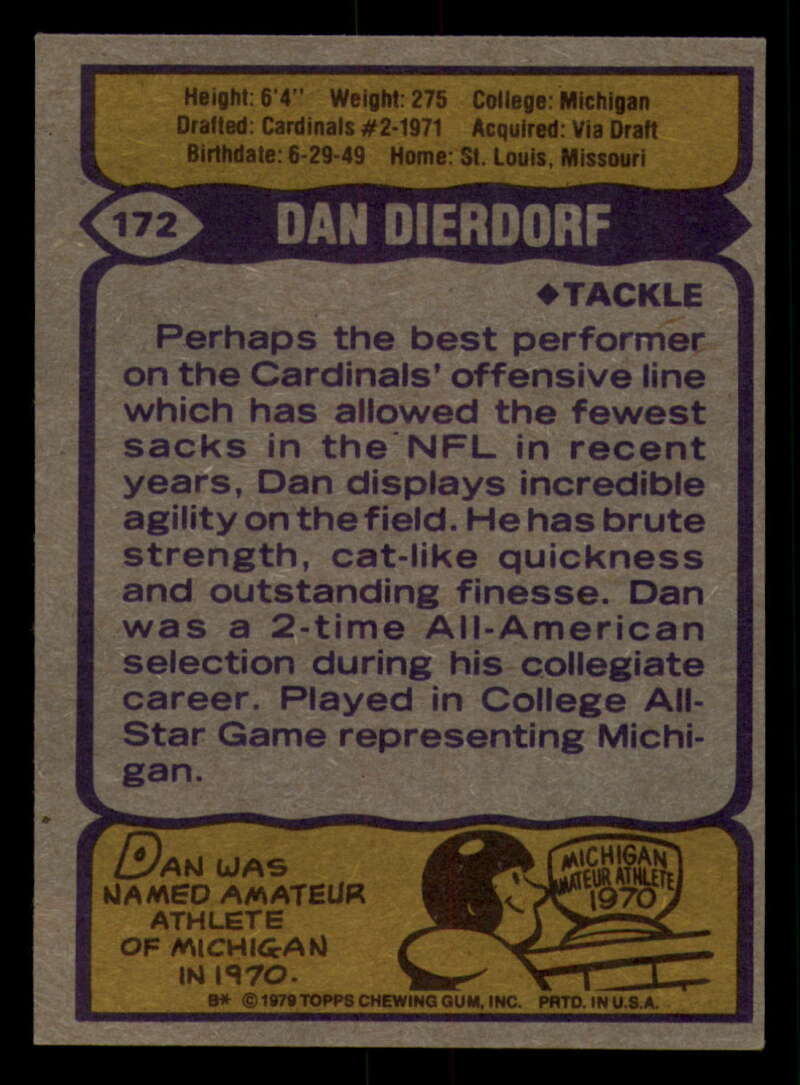 Height: 6'4" Weight: 275 College: Michigan
Drafted: Cardinals #2-1971 Acquired: Via Draft
Birthdate: 6-29-49 Home: St. Louis, Missouri
172 DAN DIERDORF
♦TACKLE
Perhaps the best performer
on the Cardinals' offensive line
which has allowed the fewest
sacks in the NFL in recent
years, Dan displays incredible
agility on the field. He has brute
strength, cat-like quickness
and outstanding finesse. Dan
was a 2-time All-American
selection during his collegiate
career. Played in College All-
Star Game representing Michi-
gan.
DAN WAS
NAMED AMATEUR
ATHLETE
OF MICHIGAN
IN 1970.
MICHIGAN
AMATEUR ATHLETE
1970
B* © 1979 TOPPS CHEWING GUM, INC. PRTD. IN U.S.A.